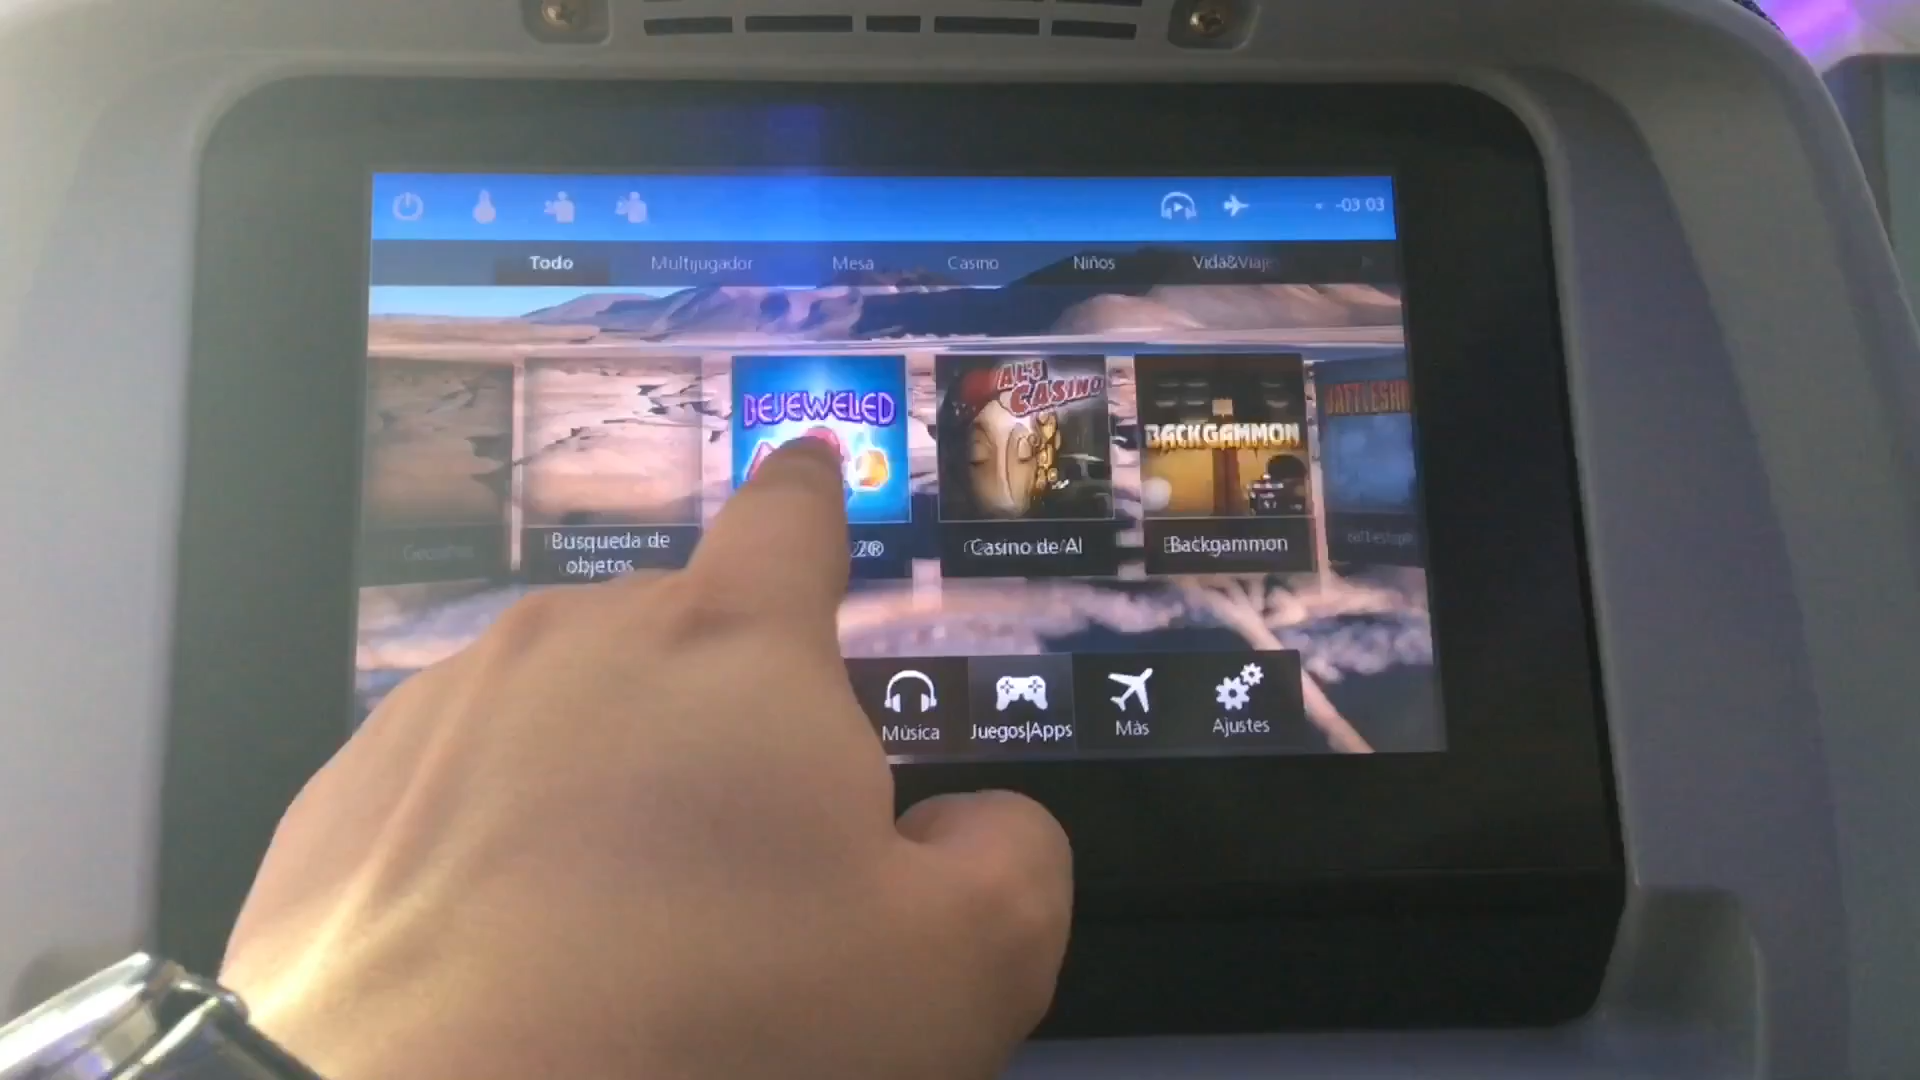 -03 03
Todo
Multijugador
Mesa
Casino
Niños
Vida&Viaje
BEJEWELED
AL'S
CASINO
BACKGAMMON
BATTLESHI
Busqueda de
objetos
2®
Casino de Al
Backgammon
Música
Juegos|Apps
Más
Ajustes